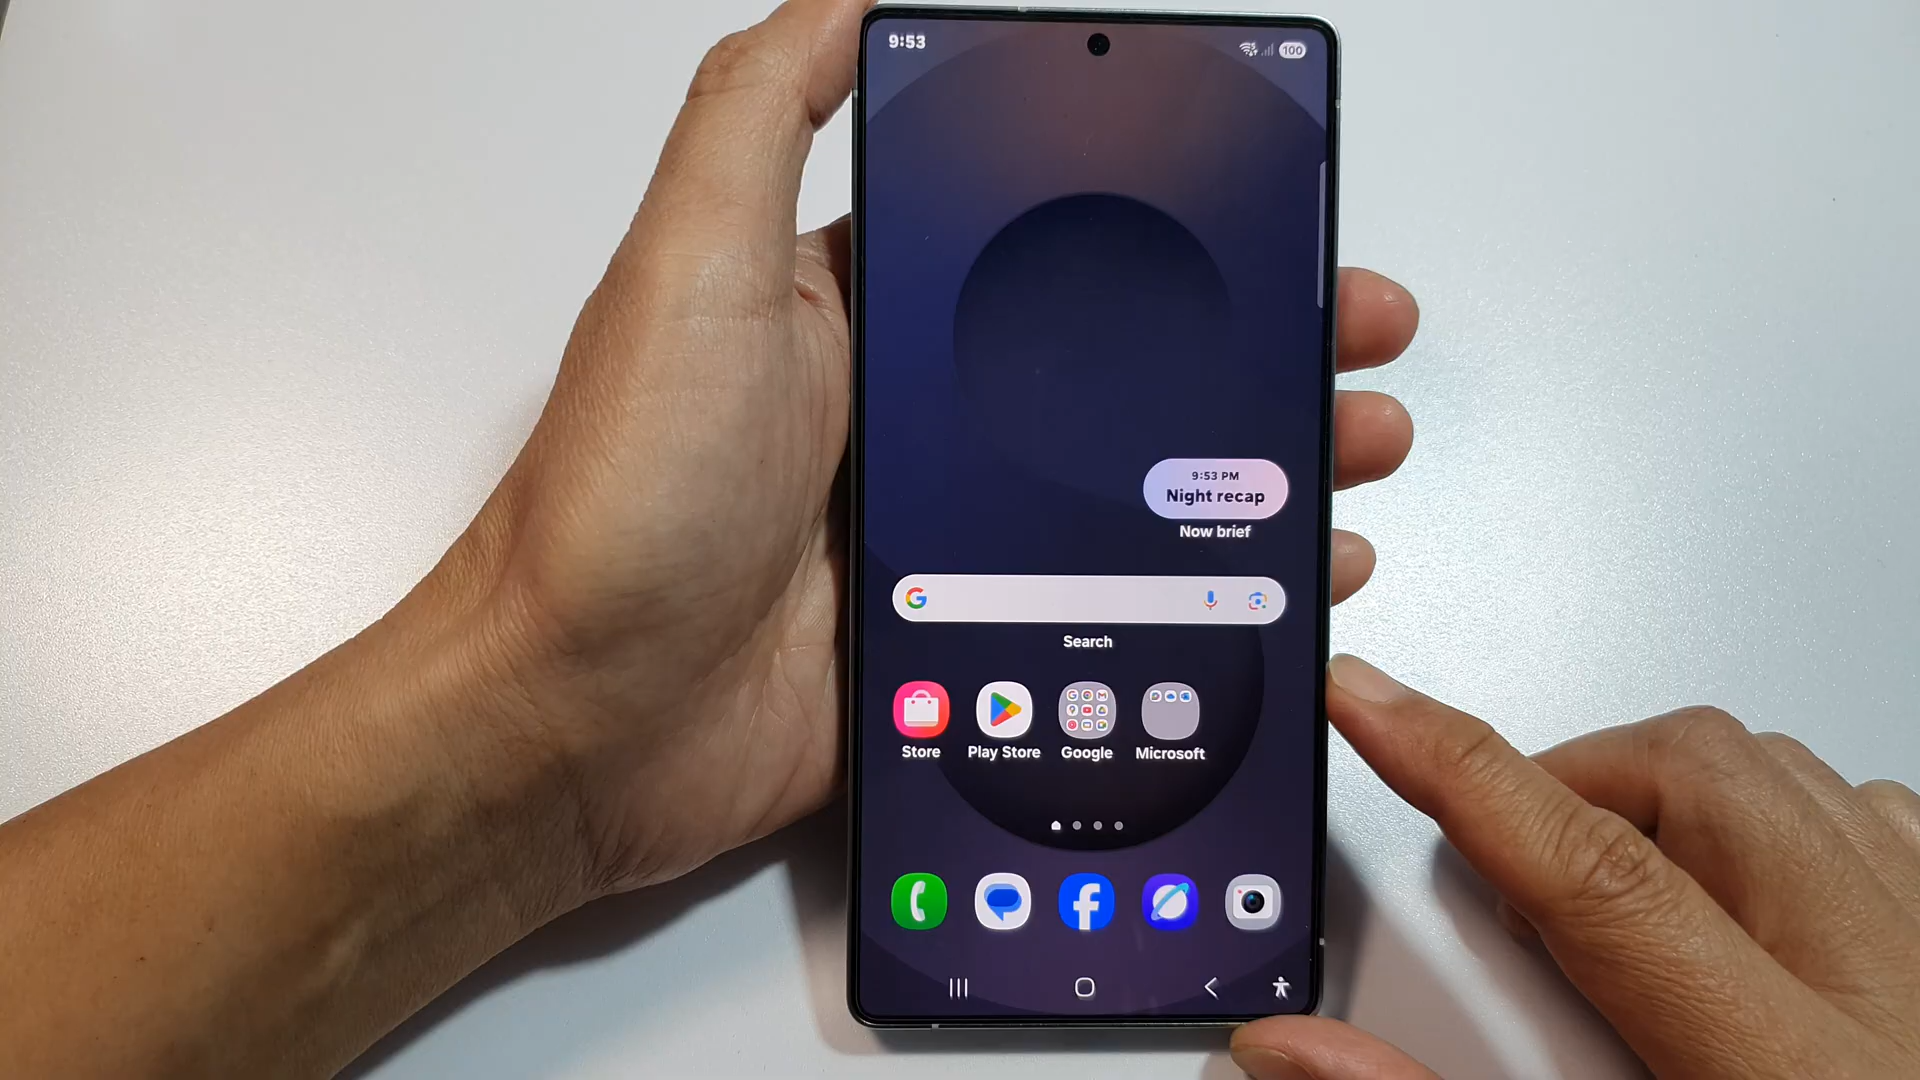 9:53
100
9:53 PM
Night recap
Now brief
Search
Store
Play Store
Google
Microsoft